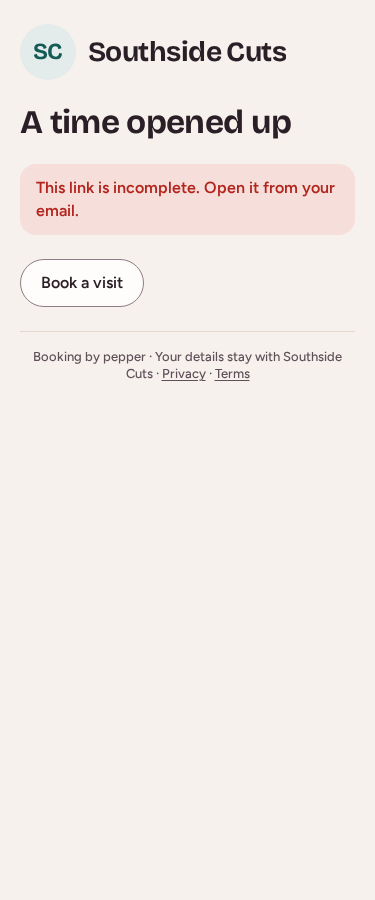 SC
Southside Cuts
A time opened up
This link is incomplete. Open it from your
email.
Book a visit
Booking by pepper · Your details stay with Southside
Cuts · Privacy · Terms